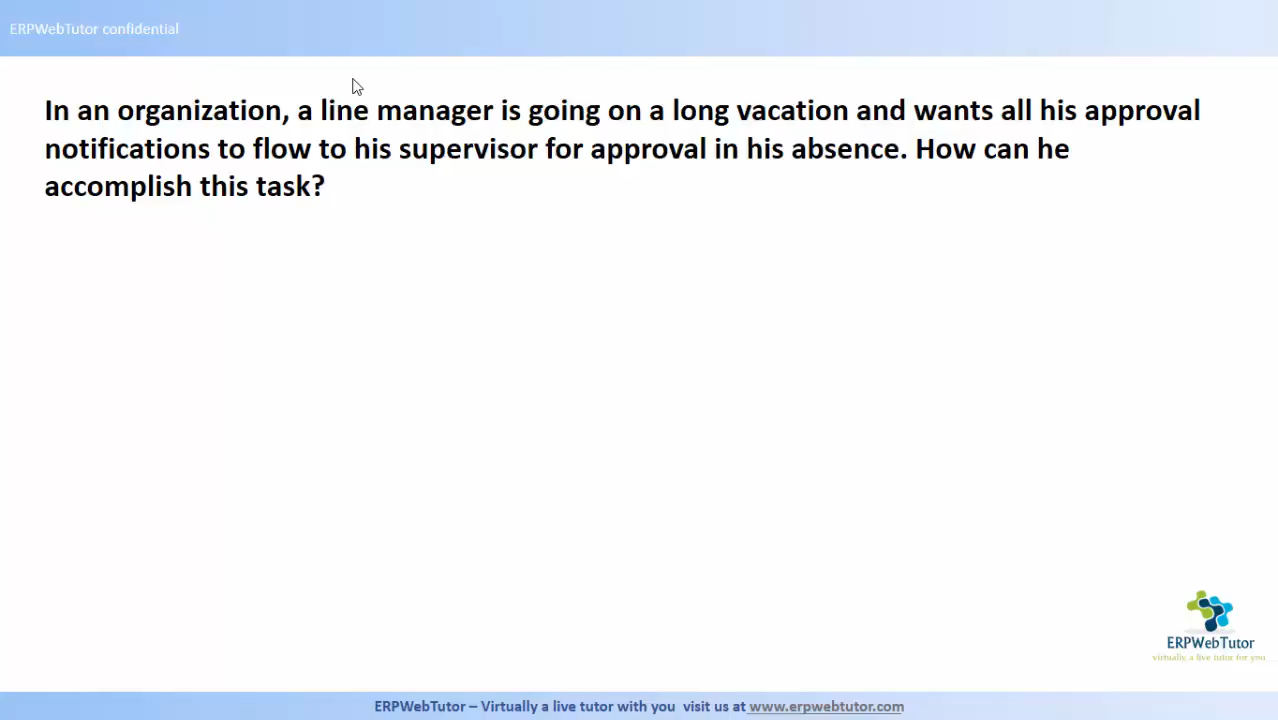 ERPWebTutor confidential
In an organization, a line manager is going on a long vacation and wants all his approval
notifications to flow to his supervisor for approval in his absence. How can he
accomplish this task?
ERPWebTutor
virtually, a live tutor for you
ERPWebTutor – Virtually a live tutor with you visit us at www.erpwebtutor.com